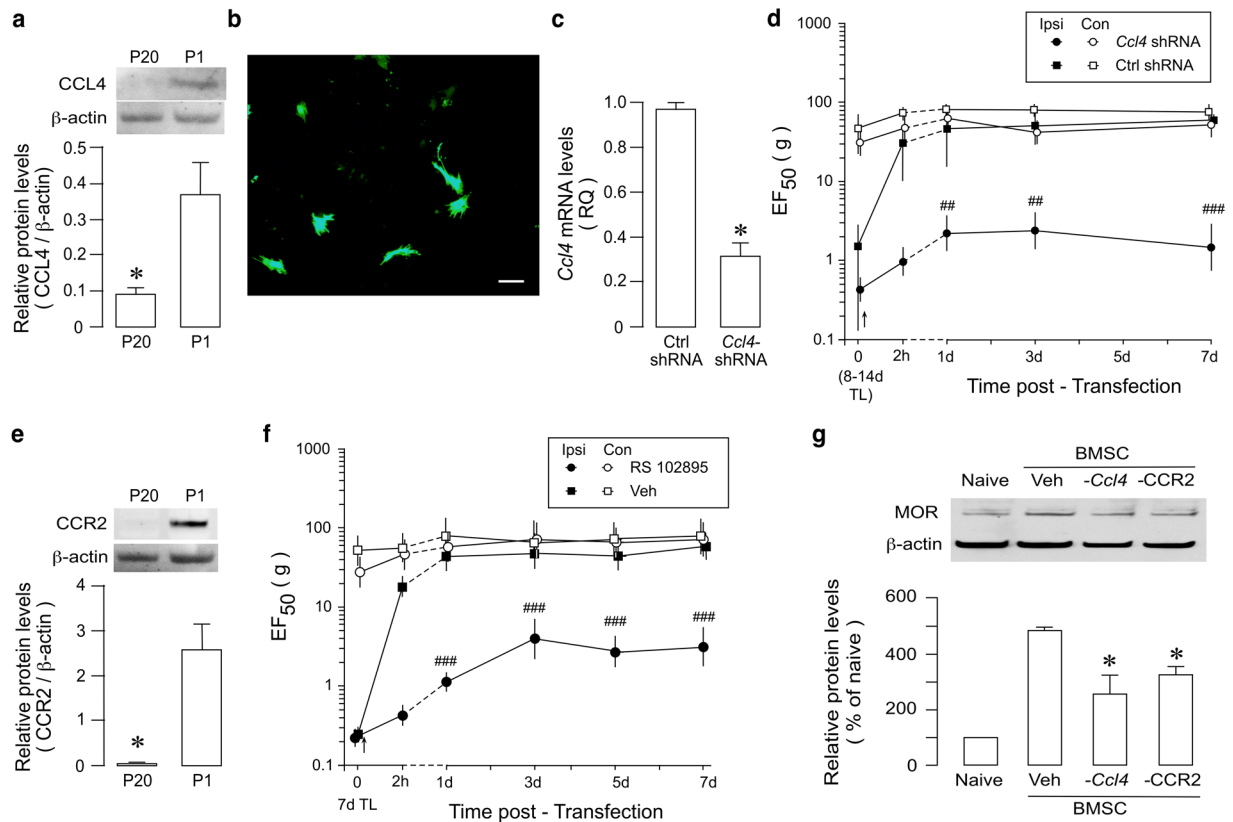 a
P20 P1
CCL4
β-actin
Relative protein levels
( CCL4 / β-actin)
0.5
0.4
0.3
0.2
0.1
0
*
P20 P1
b
c
Ccl4 mRNA levels
( RQ )
1.0
0.8
0.6
0.4
0.2
0
*
Ctrl shRNA
Ccl4-shRNA
d
Ipsi Con
Ccl4 shRNA
Ctrl shRNA
EF50 ( g )
1000
100
10
1
0.1
## ## ###
0 2h 1d 3d 5d 7d
(8-14d
TL)
Time post - Transfection
e
P20 P1
CCR2
β-actin
Relative protein levels
( CCR2 / β-actin )
4
3
2
1
0
*
P20 P1
f
Ipsi Con
RS 102895
Veh
EF50 ( g )
1000
100
10
1
0.1
### ### ### ###
0 2h 1d 3d 5d 7d
7d TL
Time post - Transfection
g
BMSC
Naive Veh -Ccl4 -CCR2
MOR
β-actin
Relative protein levels
( % of naive )
600
400
200
0
* *
Naive Veh -Ccl4 -CCR2
BMSC